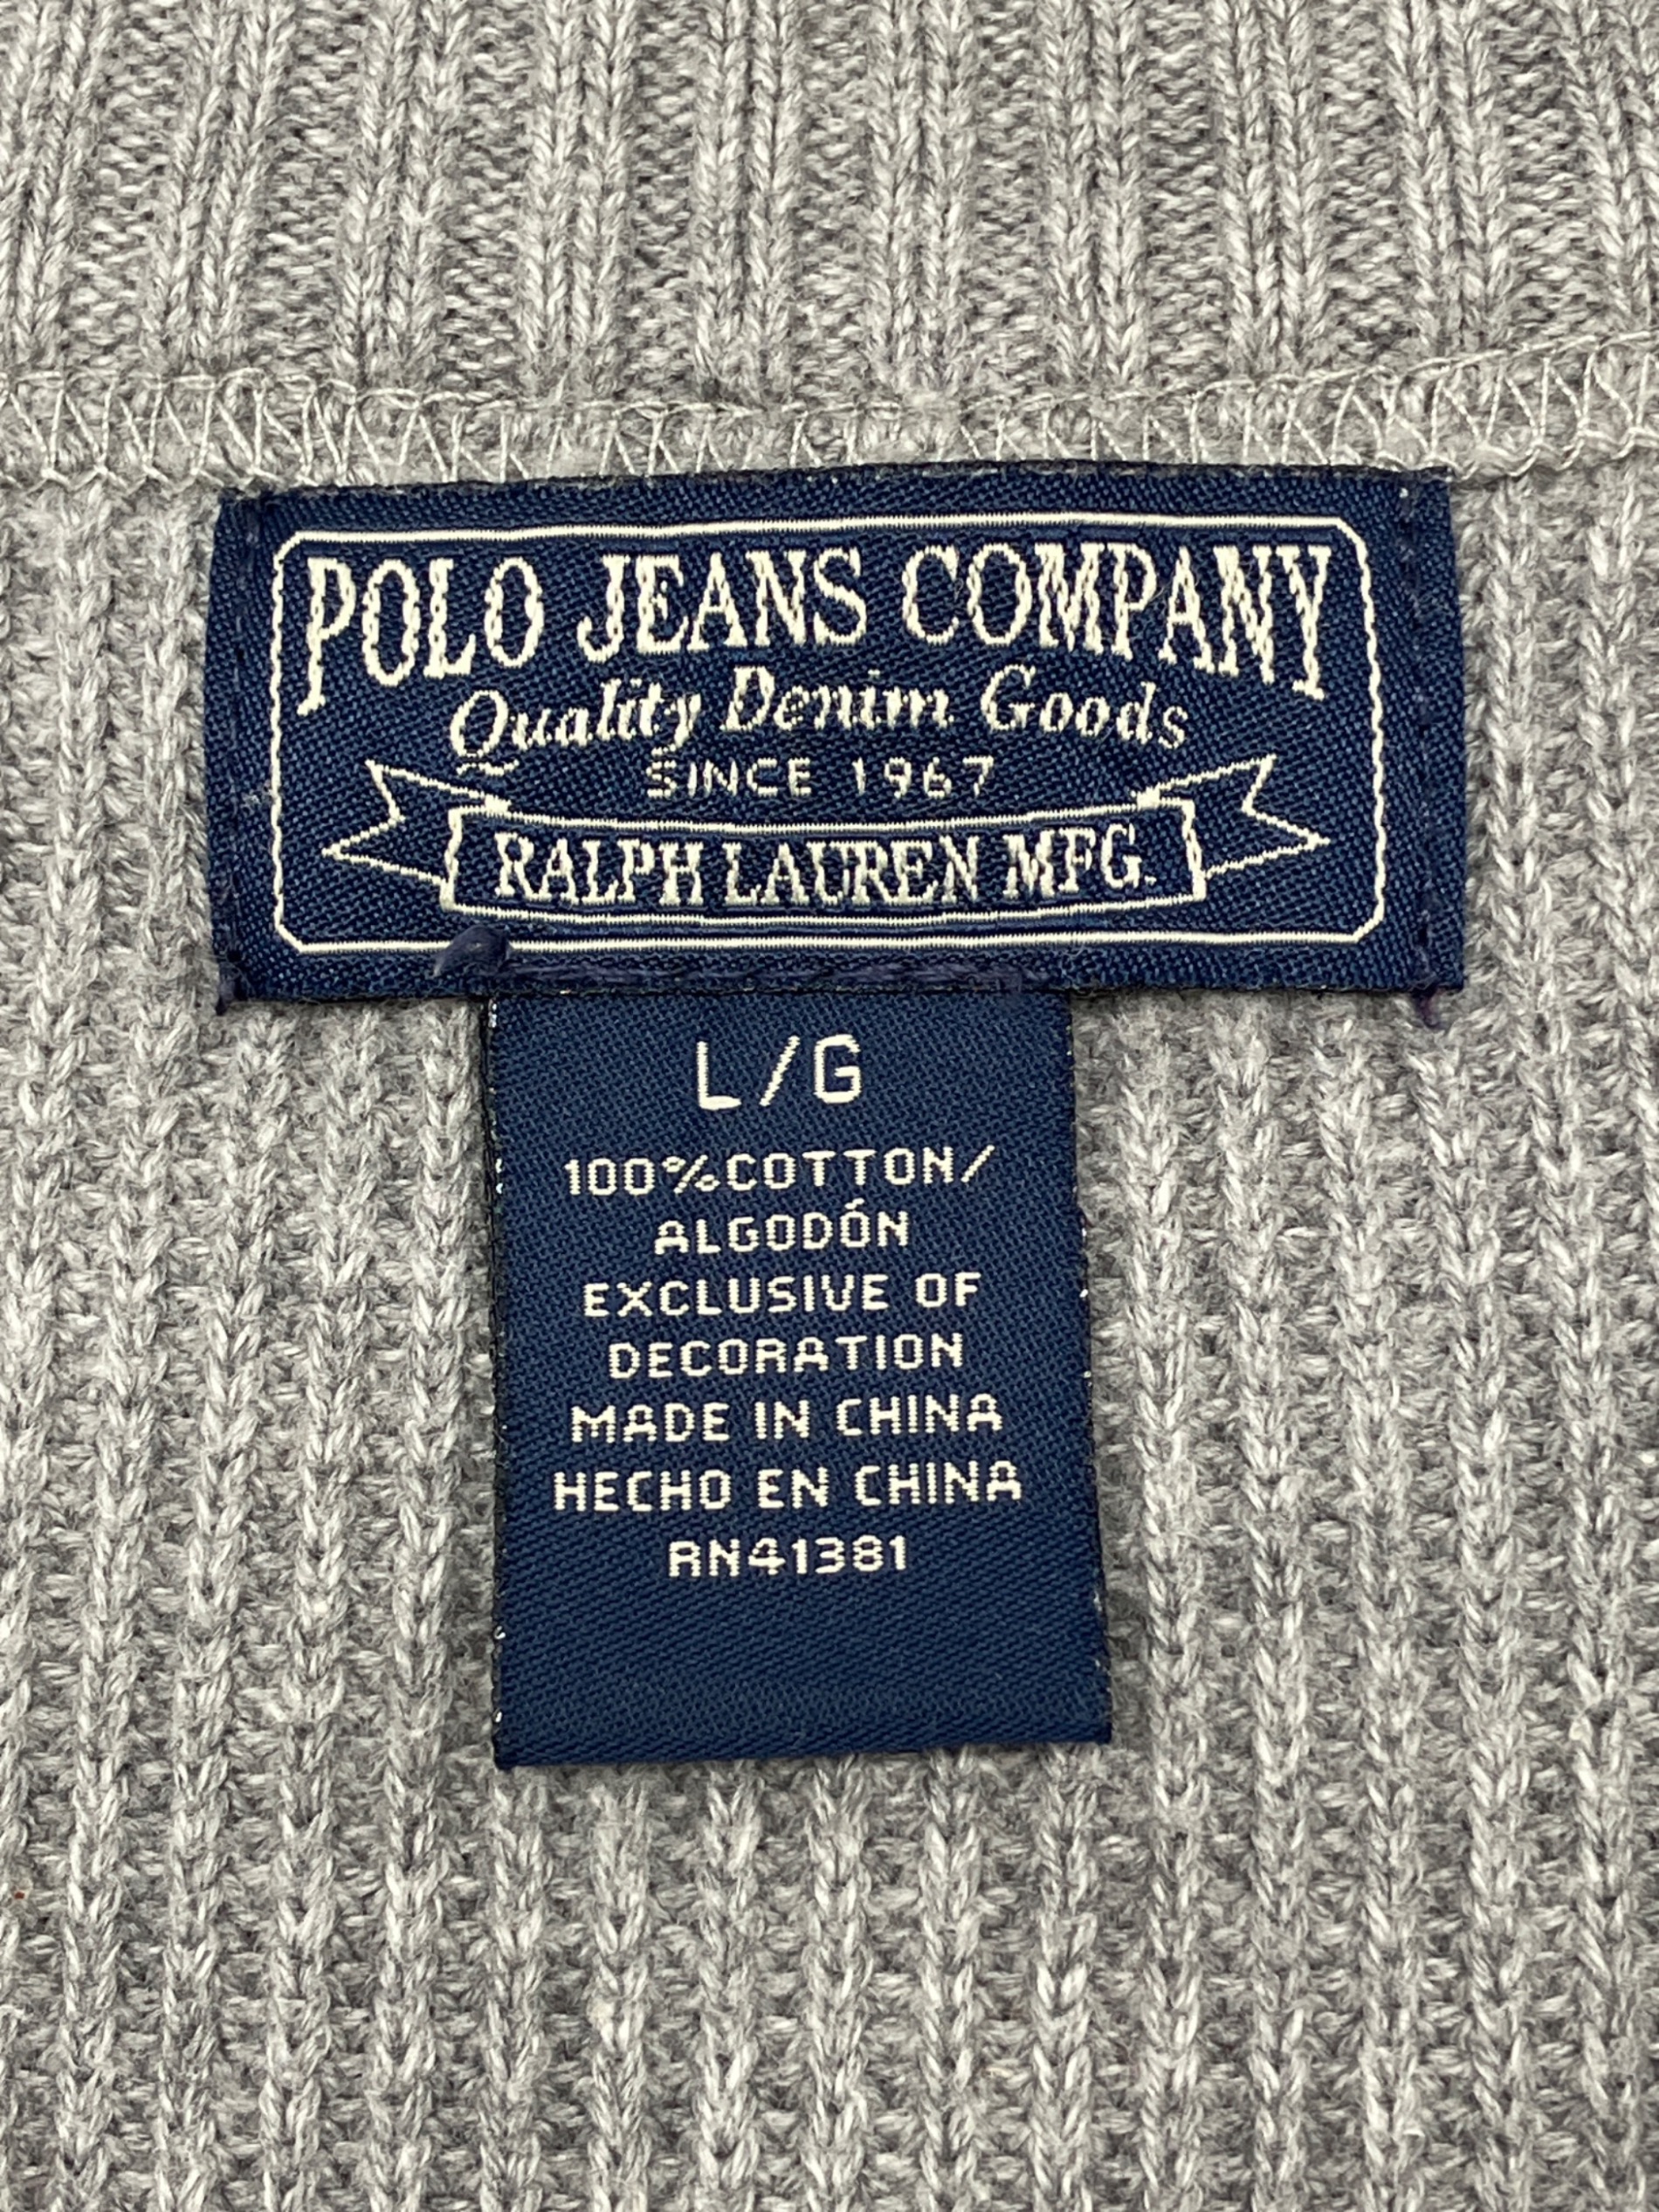 POLO JEANS COMPANY
Quality Denim Goods
SINCE 1967
RALPH LAUREN MFG.
L/G
100%COTTON/
ALGODÓN
EXCLUSIVE OF
DECORATION
MADE IN CHINA
HECHO EN CHINA
RN41381